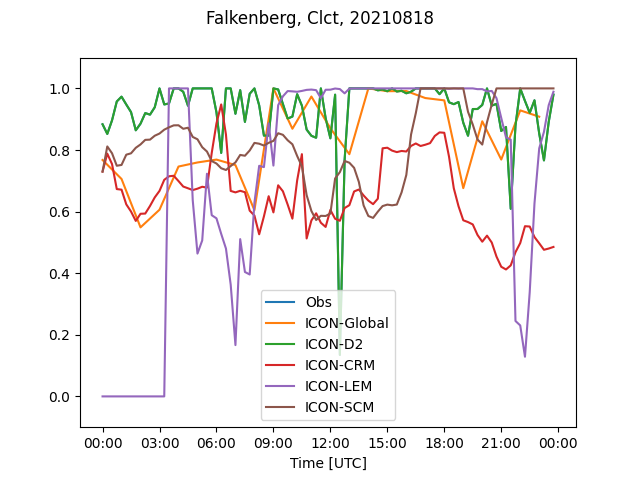 Falkenberg, Clct, 20210818
1.0
0.8
0.6
0.4
0.2
0.0
Obs
ICON-Global
ICON-D2
ICON-CRM
ICON-LEM
ICON-SCM
00:00 03:00 06:00 09:00 12:00 15:00 18:00 21:00 00:00
Time [UTC]